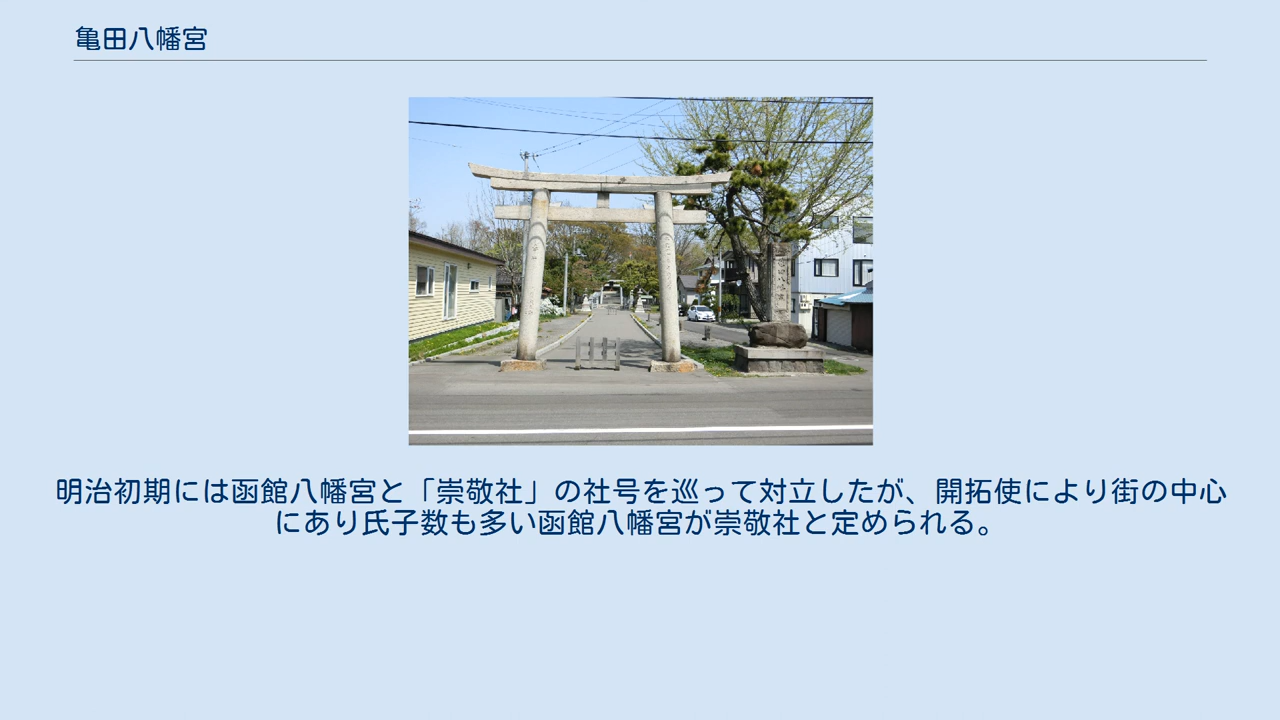 亀田八幡宮
明治初期には函館八幡宮と「崇敬社」の社号を巡って対立したが、開拓使により街の中心
にあり氏子数も多い函館八幡宮が崇敬社と定められる。